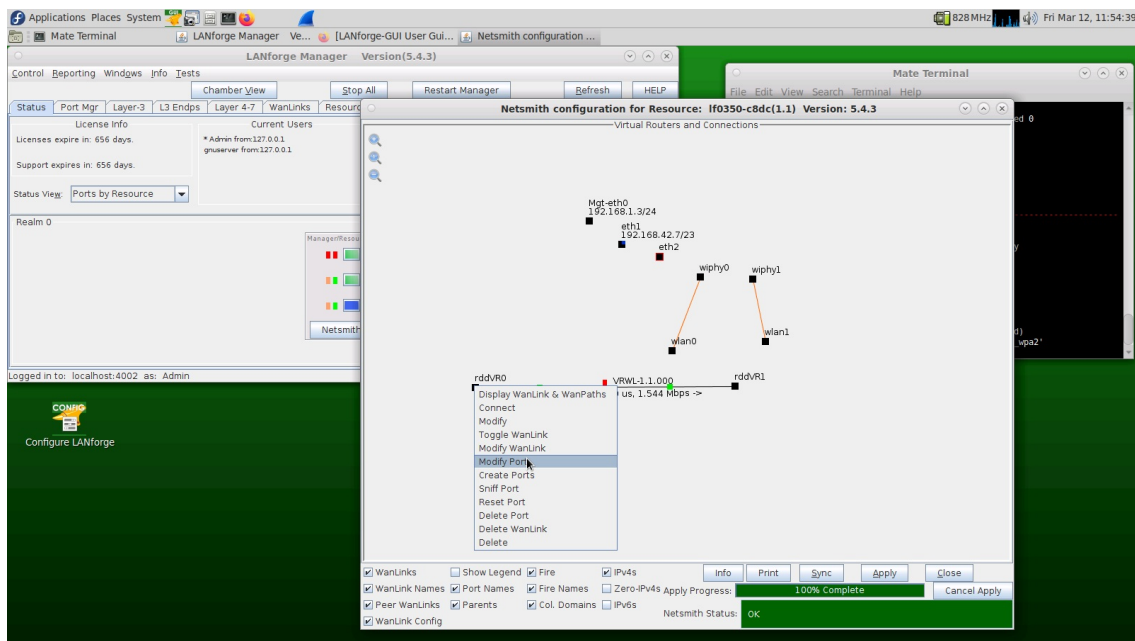 Applications Places System GUI 828 MHz Fri Mar 12, 11:54:39
Mate Terminal LANforge Manager Ve... [LANforge-GUI User Gui... Netsmith configuration ...
LANforge Manager Version(5.4.3)
Control Reporting Windows Info Tests
Chamber View Stop All Restart Manager Refresh HELP
Status Port Mgr Layer-3 L3 Endps Layer 4-7 WanLinks Resourc
License Info Current Users
Licenses expire in: 656 days. * Admin from:127.0.0.1
gnuserver from:127.0.0.1
Support expires in: 656 days.
Status View: Ports by Resource
Realm 0
Manager/Resou
Netsmith
Logged in to: localhost:4002 as: Admin
Mate Terminal
File Edit View Search Terminal Help
ed 0
y
d)
_wpa2'
Netsmith configuration for Resource: lf0350-c8dc(1.1) Version: 5.4.3
Virtual Routers and Connections
Mgt-eth0
192.168.1.3/24
eth1
192.168.42.7/23
eth2
wiphy0 wiphy1
wlan0 wlan1
rddVR0 VRWL-1.1.000 rddVR1
us, 1.544 Mbps ->
Display WanLink & WanPaths
Connect
Modify
Toggle WanLink
Modify WanLink
Modify Port
Create Ports
Sniff Port
Reset Port
Delete Port
Delete WanLink
Delete
WanLinks Show Legend Fire IPv4s Info Print Sync Apply Close
WanLink Names Port Names Fire Names Zero-IPv4s Apply Progress: 100% Complete Cancel Apply
Peer WanLinks Parents Col. Domains IPv6s Netsmith Status: OK
WanLink Config
CONFIG
Configure LANforge